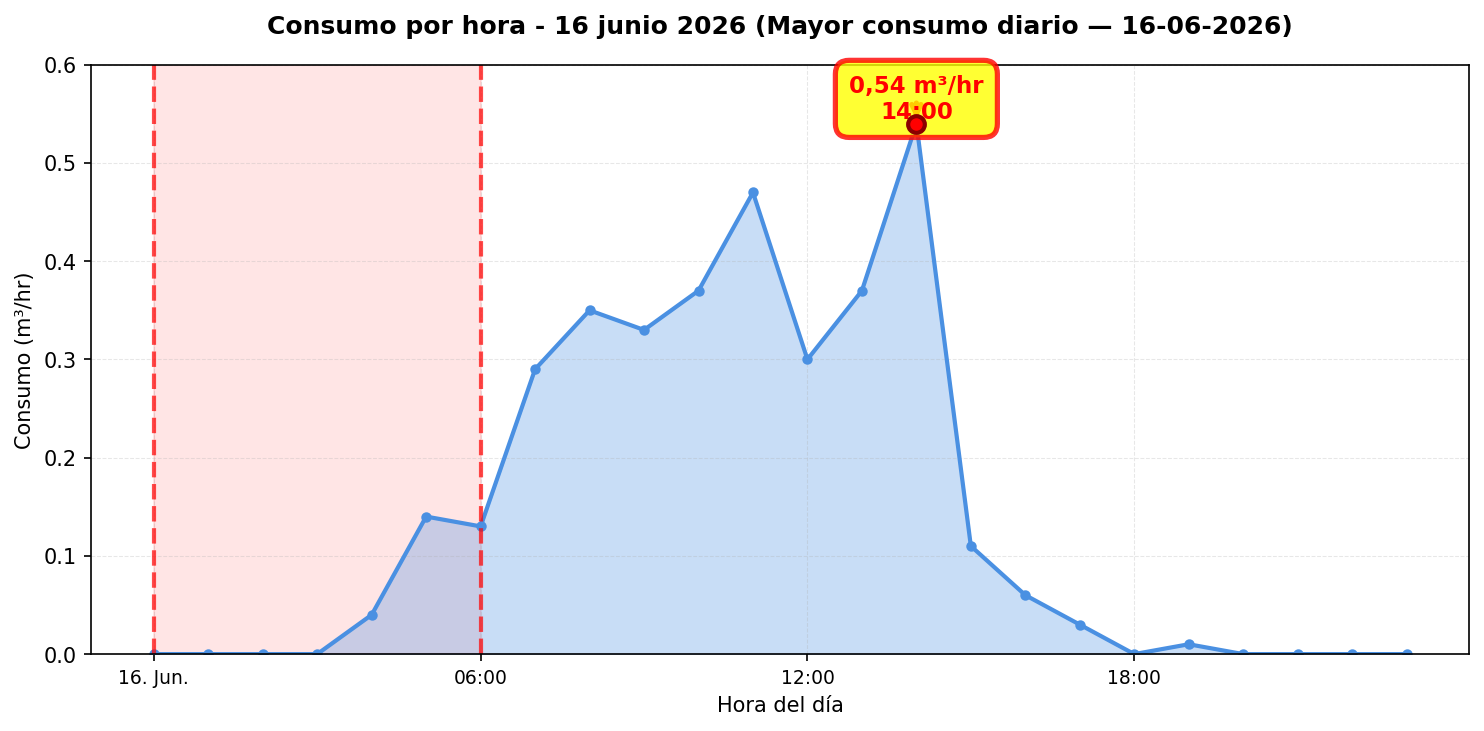 Consumo por hora - 16 junio 2026 (Mayor consumo diario — 16-06-2026)
0,54 m³/hr
14:00
Consumo (m³/hr)
0.6
0.5
0.4
0.3
0.2
0.1
0.0
16. Jun.
06:00
12:00
18:00
Hora del día